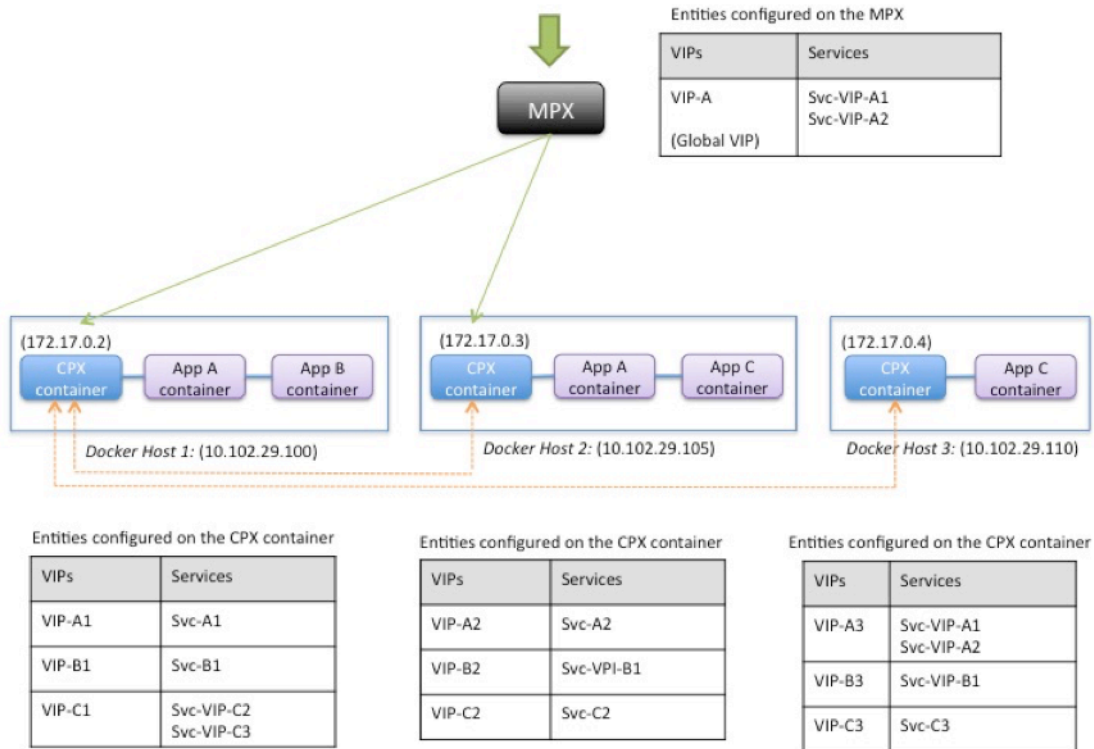 Entities configured on the MPX
VIPs Services
VIP-A Svc-VIP-A1
Svc-VIP-A2
(Global VIP)
MPX
(172.17.0.2)
CPX
container
App A
container
App B
container
Docker Host 1: (10.102.29.100)
(172.17.0.3)
CPX
container
App A
container
App C
container
Docker Host 2: (10.102.29.105)
(172.17.0.4)
CPX
container
App C
container
Docker Host 3: (10.102.29.110)
Entities configured on the CPX container
VIPs Services
VIP-A1 Svc-A1
VIP-B1 Svc-B1
VIP-C1 Svc-VIP-C2
Svc-VIP-C3
Entities configured on the CPX container
VIPs Services
VIP-A2 Svc-A2
VIP-B2 Svc-VPI-B1
VIP-C2 Svc-C2
Entities configured on the CPX container
VIPs Services
VIP-A3 Svc-VIP-A1
Svc-VIP-A2
VIP-B3 Svc-VIP-B1
VIP-C3 Svc-C3